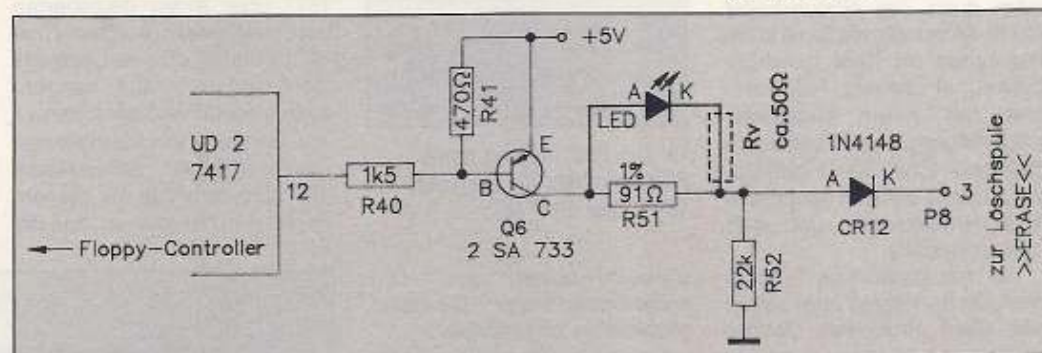 +5V
470Ω
R41
A
K
LED
Rv
ca.50Ω
UD 2
7417
12
1k5
R40
B
E
C
Q6
2 SA 733
1%
91Ω
R51
1N4148
A
K
CR12
3
P8
zur Löschspule
>>ERASE<<
22k
R52
Floppy-Controller